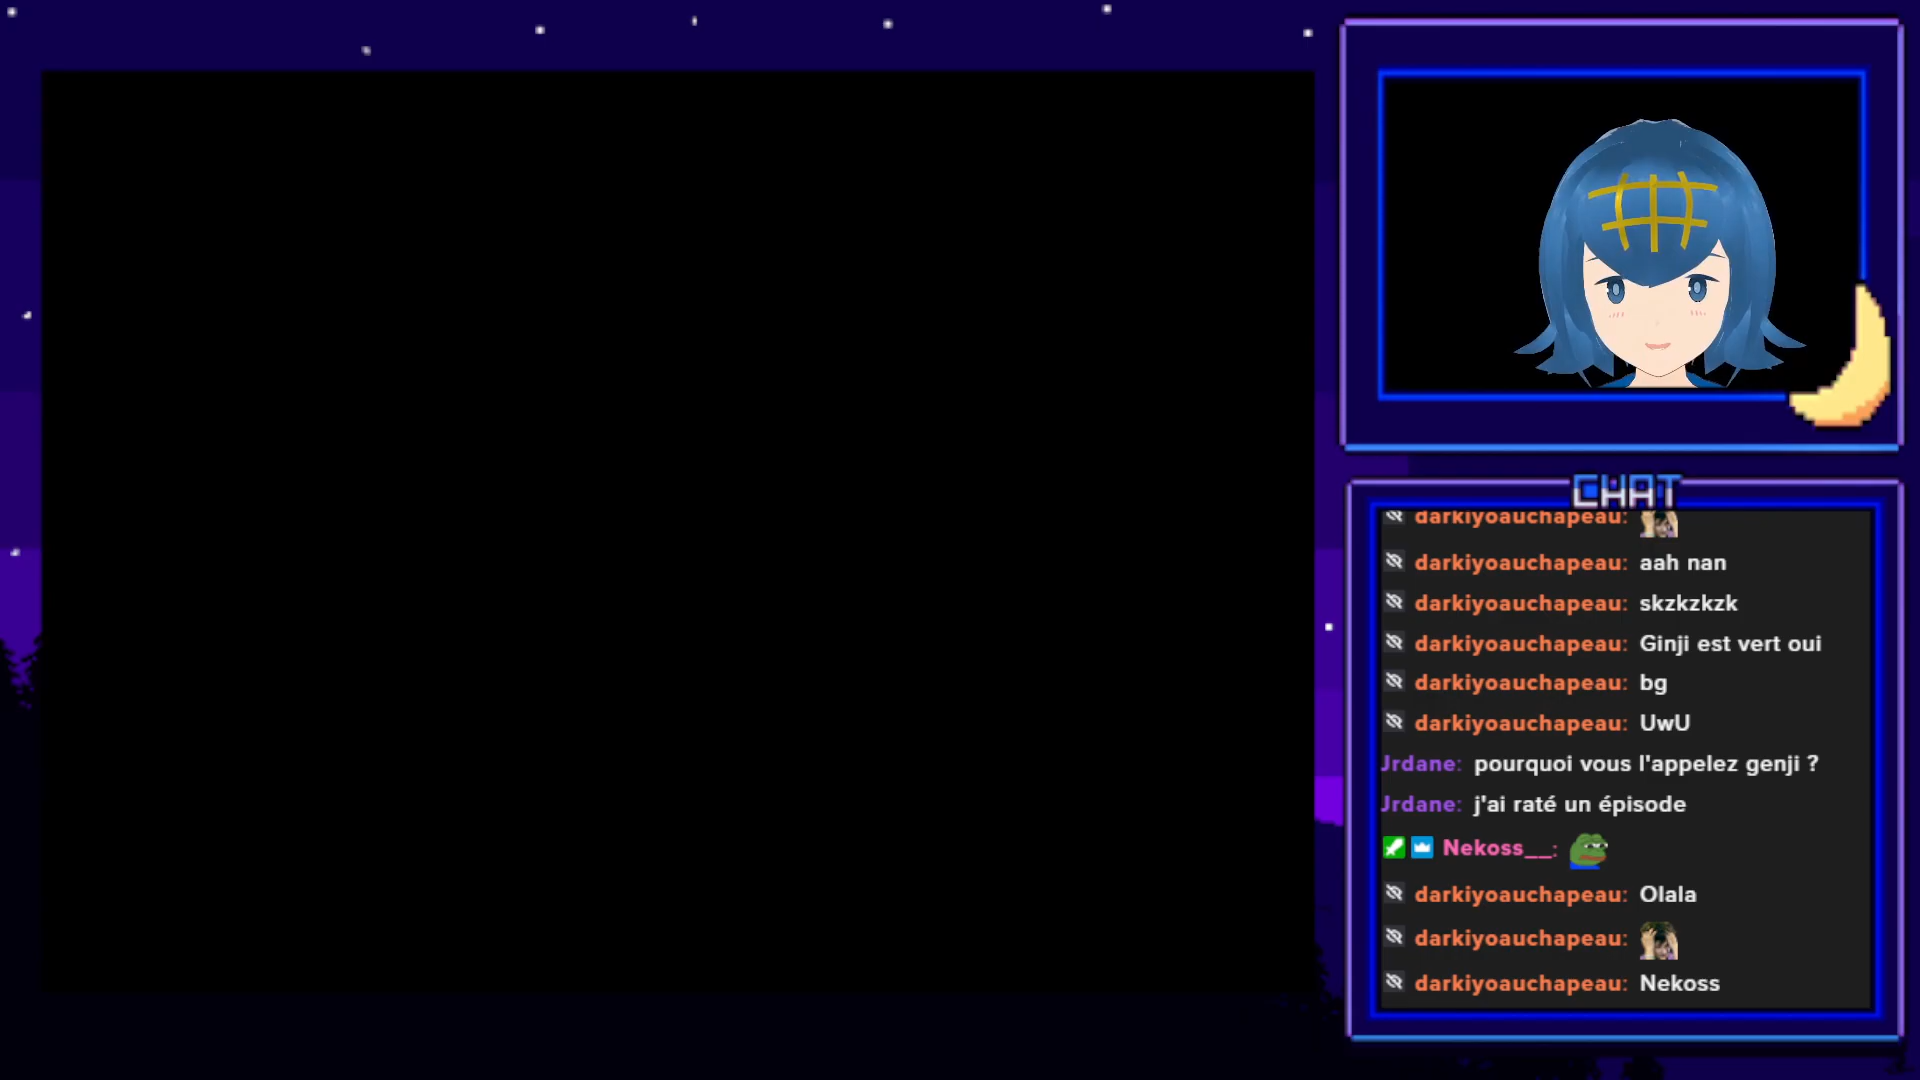 CHAT
darkiyoauchapeau:
darkiyoauchapeau: aah nan
darkiyoauchapeau: skzkzkzk
darkiyoauchapeau: Ginji est vert oui
darkiyoauchapeau: bg
darkiyoauchapeau: UwU
Jrdane: pourquoi vous l'appelez genji ?
Jrdane: j'ai raté un épisode
Nekoss__:
darkiyoauchapeau: Olala
darkiyoauchapeau:
darkiyoauchapeau: Nekoss